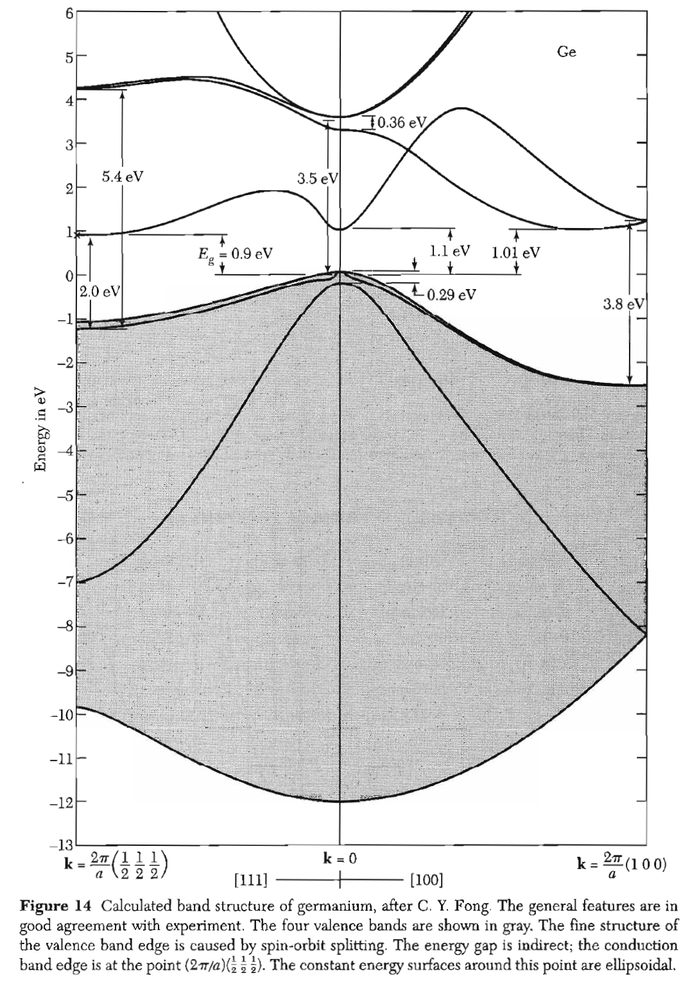 6
5
4
3
2
1
0
−1
−2
−3
−4
−5
−6
−7
−8
−9
−10
−11
−12
−13
Energy in eV
Ge
0.36 eV
5.4 eV
3.5 eV
E_g = 0.9 eV
1.1 eV
1.01 eV
2.0 eV
0.29 eV
3.8 eV
k = 2π/a (1/2 1/2 1/2)
k = 0
k = 2π/a (1 0 0)
[111]
[100]
Figure 14 Calculated band structure of germanium, after C. Y. Fong. The general features are in
good agreement with experiment. The four valence bands are shown in gray. The fine structure of
the valence band edge is caused by spin-orbit splitting. The energy gap is indirect; the conduction
band edge is at the point (2π/a)(½ ½ ½). The constant energy surfaces around this point are ellipsoidal.